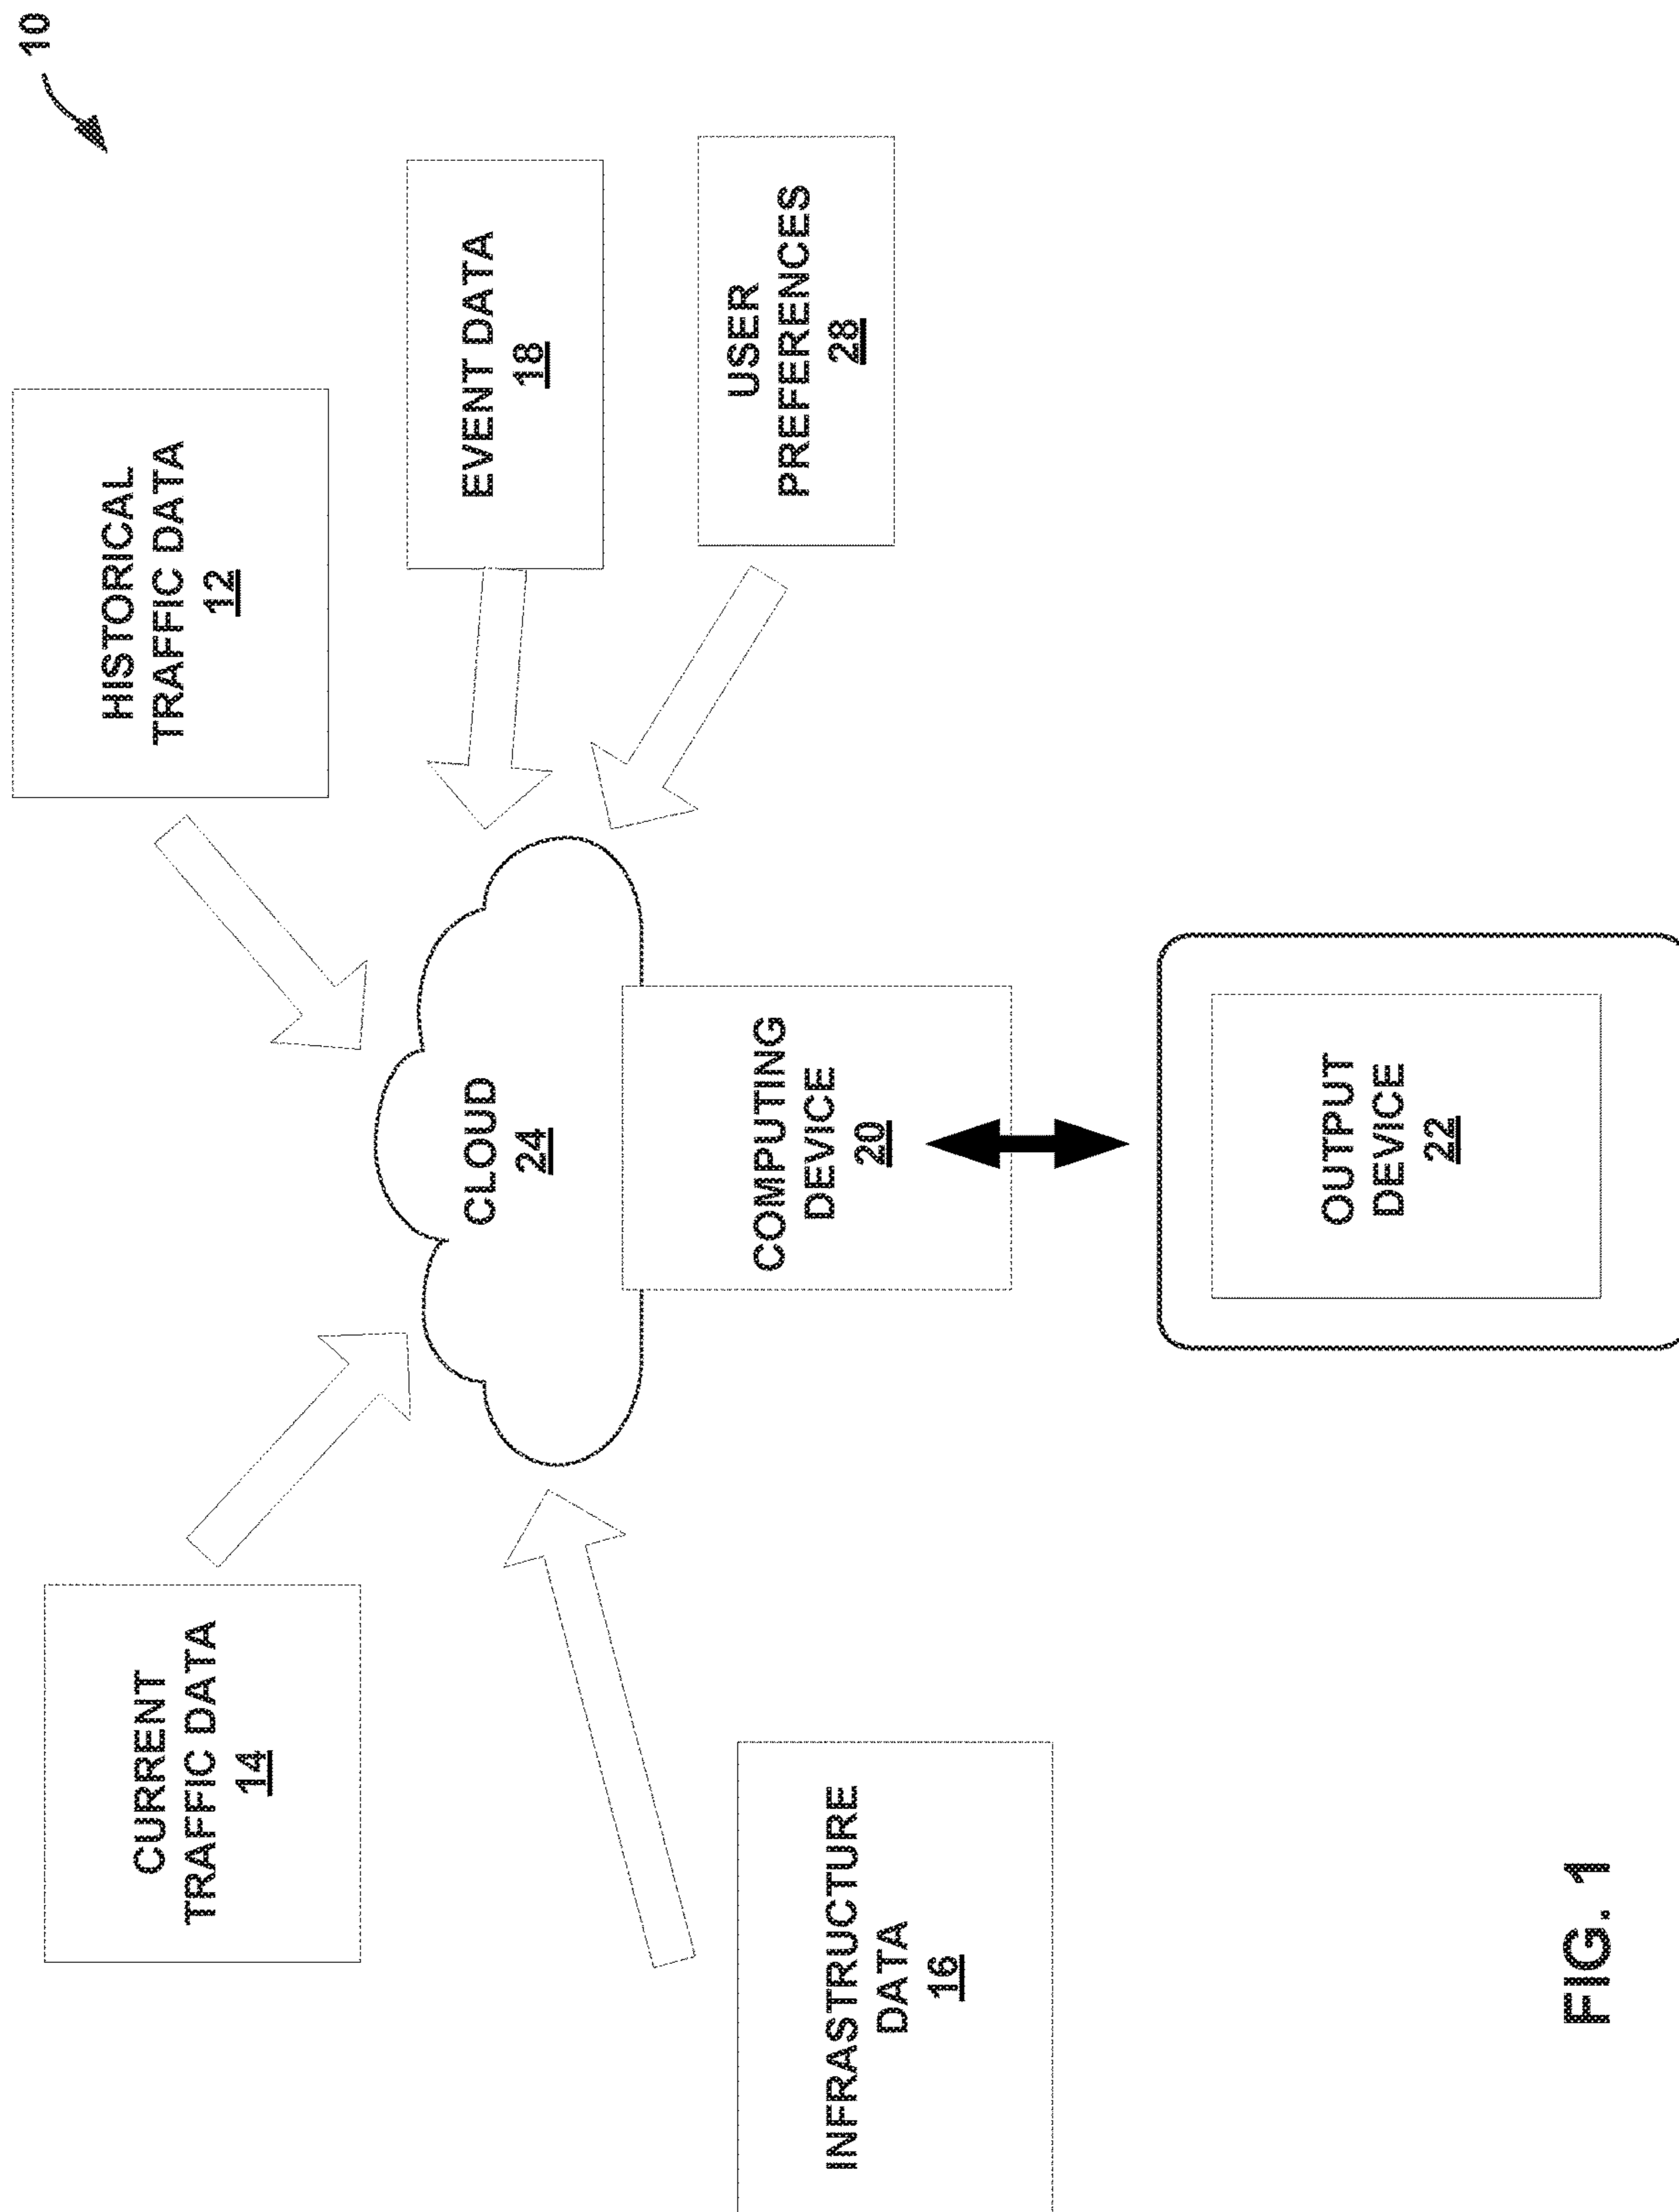 10
HISTORICAL
TRAFFIC DATA
12
CURRENT
TRAFFIC DATA
14
EVENT DATA
18
USER
PREFERENCES
28
CLOUD
24
COMPUTING
DEVICE
20
INFRASTRUCTURE
DATA
16
OUTPUT
DEVICE
22
FIG. 1